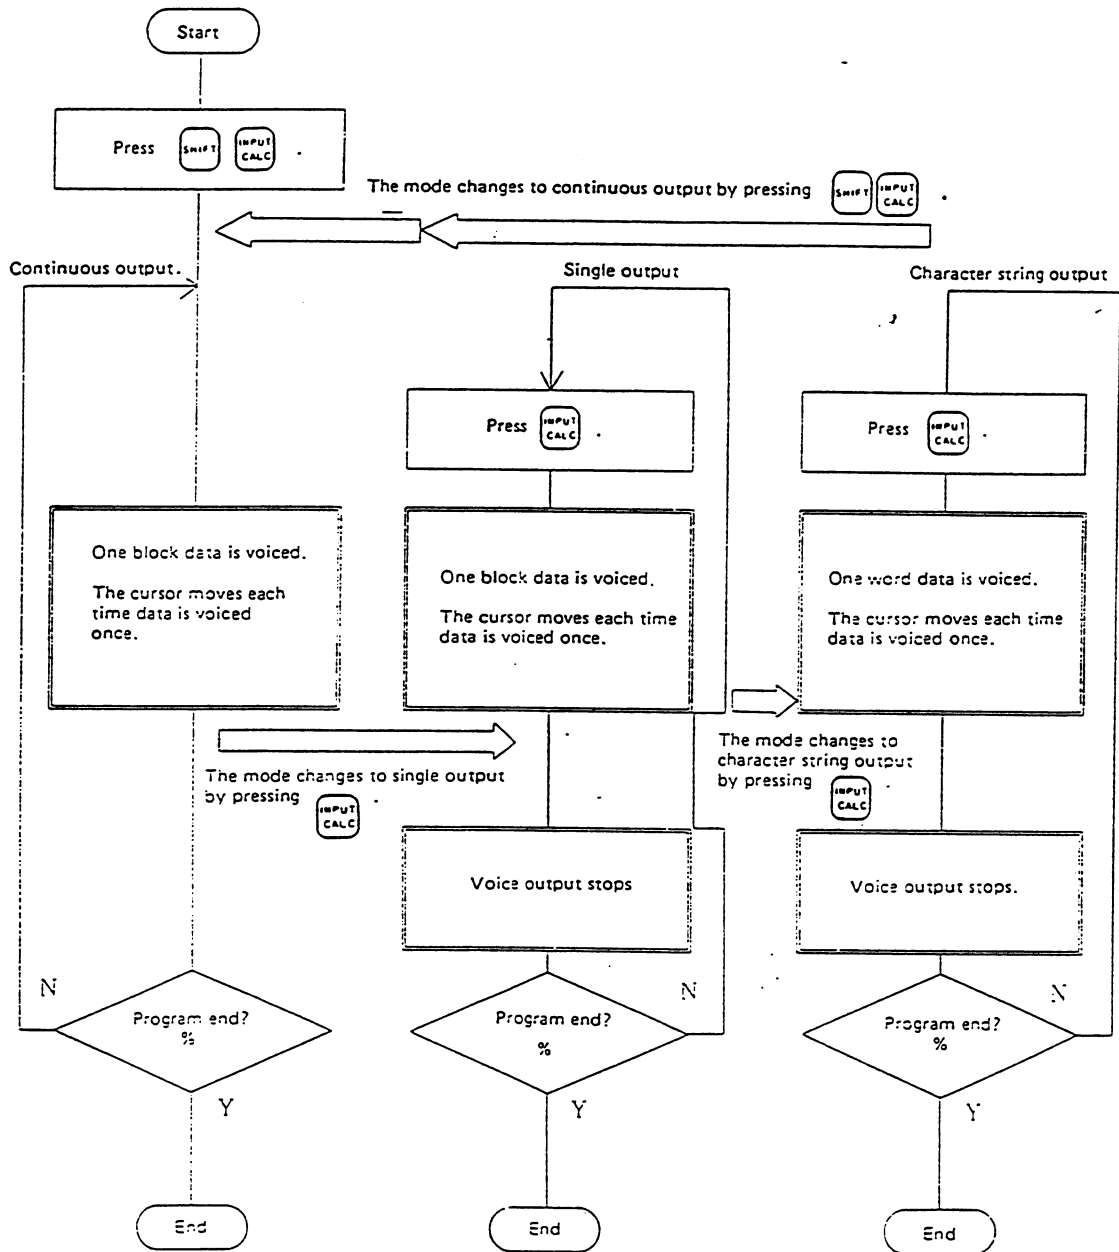 Start
Press SHIFT INPUT CALC .
The mode changes to continuous output by pressing SHIFT INPUT CALC .
Continuous output.
Single output
Character string output
Press INPUT CALC .
Press INPUT CALC .
One block data is voiced.
The cursor moves each
time data is voiced
once.
One block data is voiced.
The cursor moves each time
data is voiced once.
One word data is voiced.
The cursor moves each time
data is voiced once.
The mode changes to single output
by pressing INPUT CALC .
The mode changes to
character string output
by pressing INPUT CALC .
Voice output stops
Voice output stops.
N
Program end?
%
Y
N
Program end?
%
Y
N
Program end?
%
Y
End
End
End